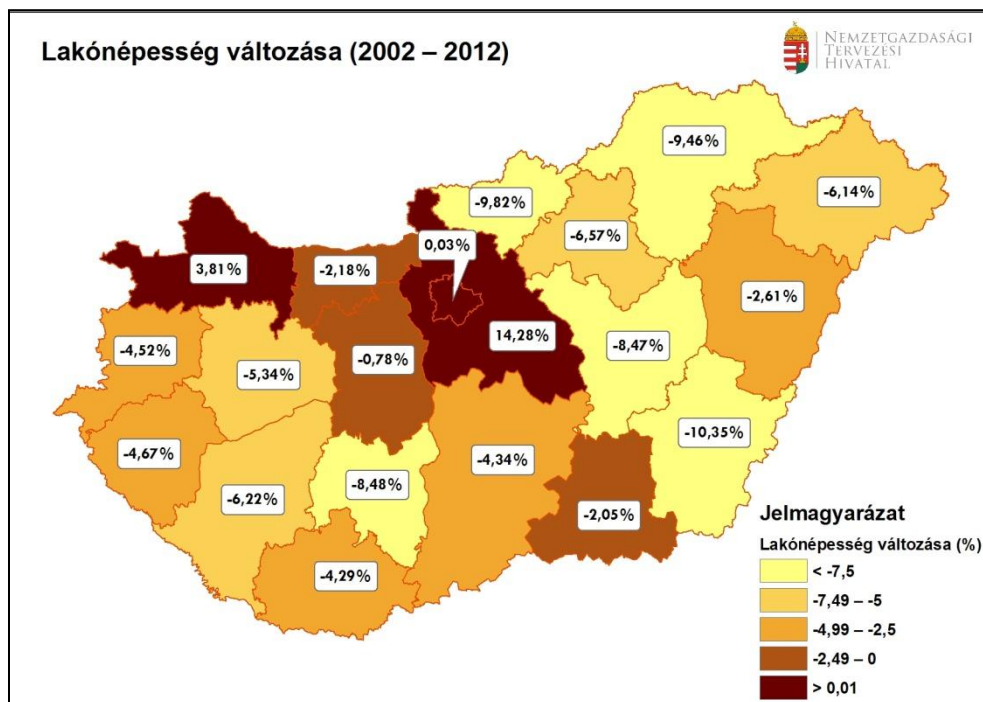 Lakónépesség változása (2002 – 2012)
NEMZETGAZDASÁGI
TERVEZÉSI
HIVATAL
-9,46%
-6,14%
-9,82%
-6,57%
0,03%
3,81%
-2,18%
-2,61%
14,28%
-8,47%
-4,52%
-0,78%
-5,34%
-10,35%
-4,67%
-4,34%
-8,48%
-6,22%
-2,05%
-4,29%
Jelmagyarázat
Lakónépesség változása (%)
< -7,5
-7,49 – -5
-4,99 – -2,5
-2,49 – 0
> 0,01